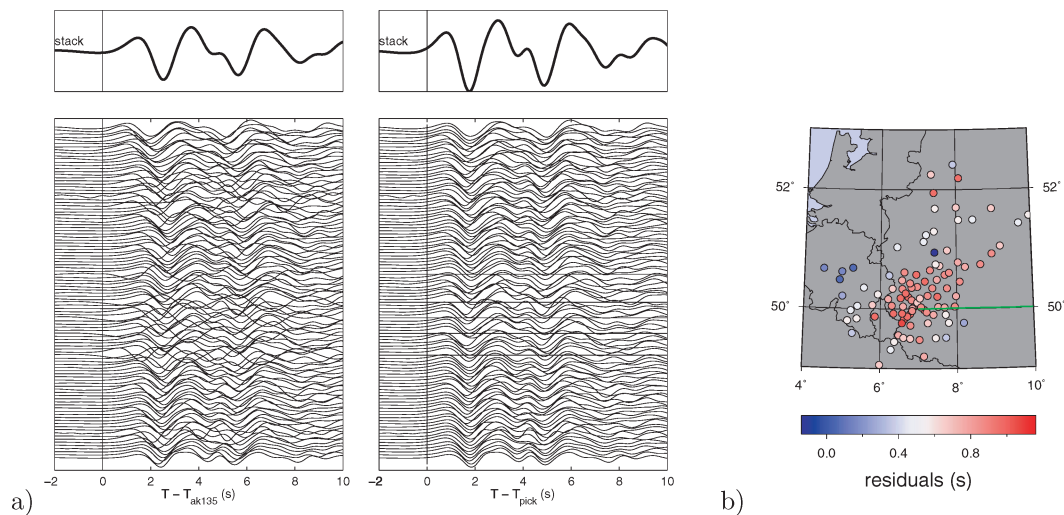 stack
stack
−2 0 2 4 6 8 10
T − T_ak135 (s)
−2 0 2 4 6 8 10
T − T_pick (s)
a)
52˚
52˚
50˚
50˚
4˚ 6˚ 8˚ 10˚
0.0 0.4 0.8
residuals (s)
b)